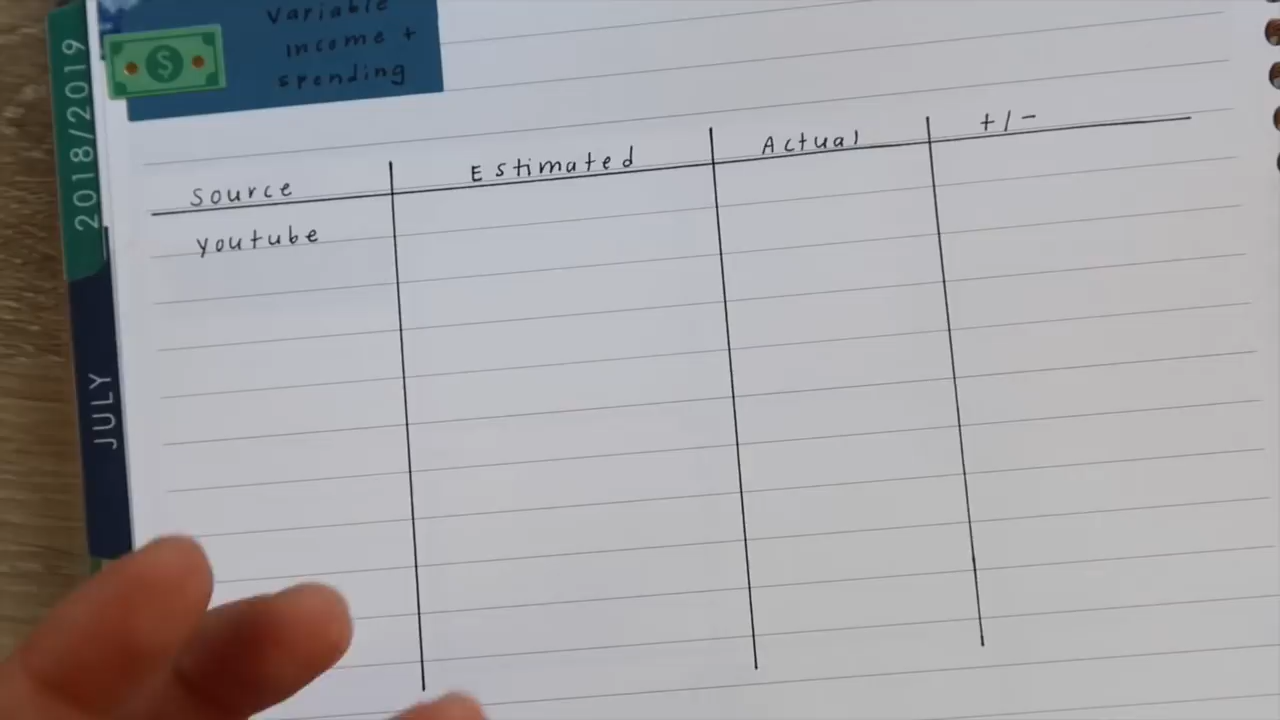 Variable
income +
spending
$
2018/2019
Source Estimated Actual +/-
youtube
JULY